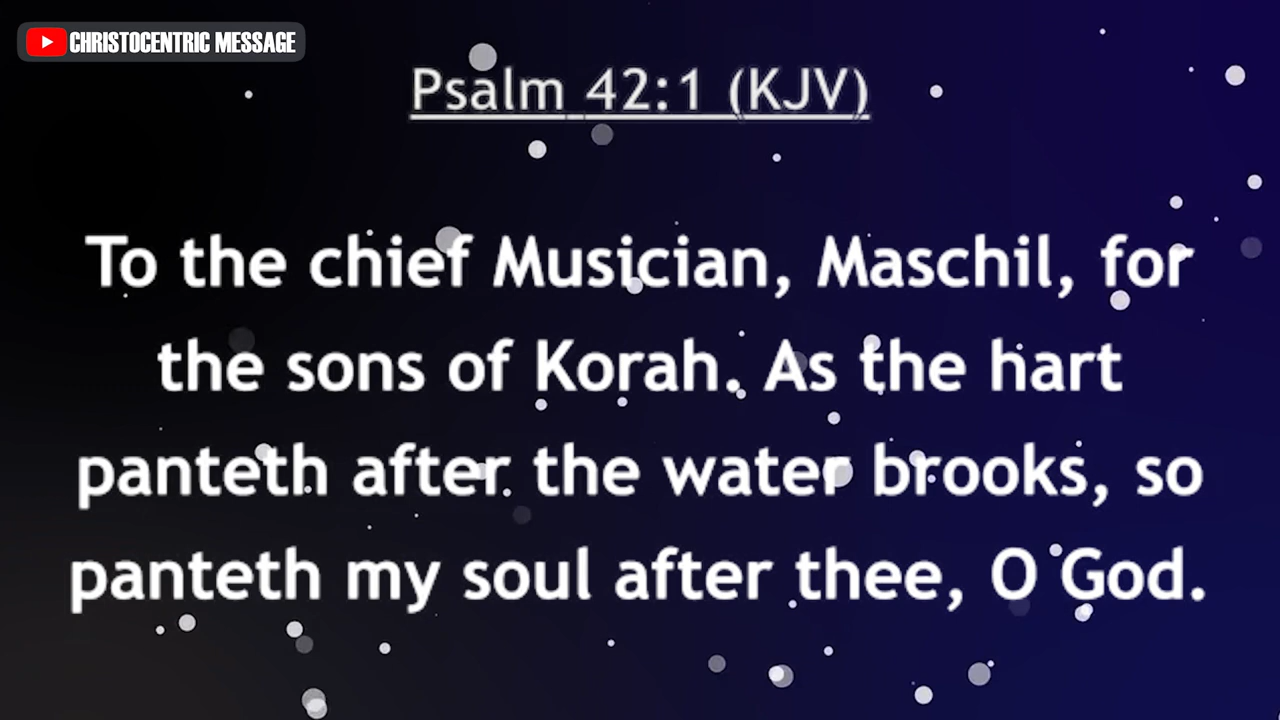 CHRISTOCENTRIC MESSAGE
Psalm 42:1 (KJV)
To the chief Musician, Maschil, for
the sons of Korah. As the hart
panteth after the water brooks, so
panteth my soul after thee, O God.